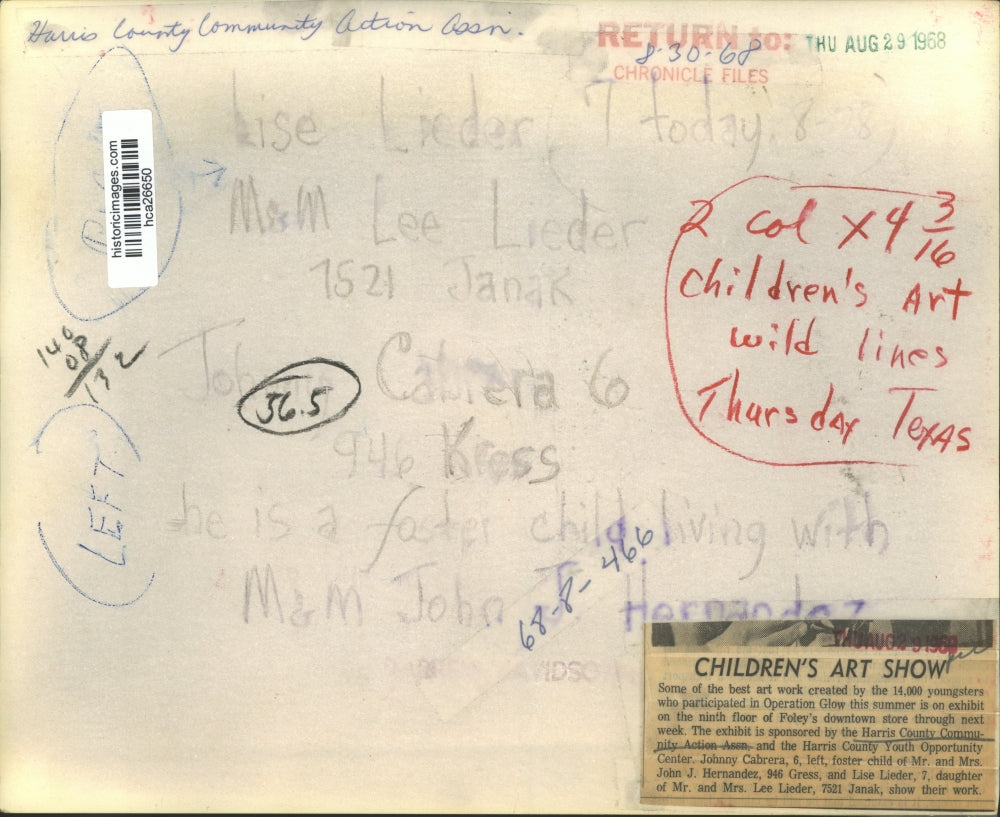 Harris County Community Action Assn.
RETURN to:
8-30-68
CHRONICLE FILES
THU AUG 29 1968
Lise Lieder, 7 today, 8-28
M&M Lee Lieder
7521 Janak
historicimages.com
hca26650
2 col x 4 3/16
Children's Art
wild lines
Thursday Texas
140
08
132
Cabrera 6
36.5
946 Kress
LEFT
he is a foster child living with
M&M John J. Hernandez
68-8-466
THU AUG 29 1968
CHILDREN'S ART SHOW
Some of the best art work created by the 14,000 youngsters
who participated in Operation Glow this summer is on exhibit
on the ninth floor of Foley's downtown store through next
week. The exhibit is sponsored by the Harris County Commu-
nity Action Assn. and the Harris County Youth Opportunity
Center. Johnny Cabrera, 6, left, foster child of Mr. and Mrs.
John J. Hernandez, 946 Gress, and Lise Lieder, 7, daughter
of Mr. and Mrs. Lee Lieder, 7521 Janak, show their work.